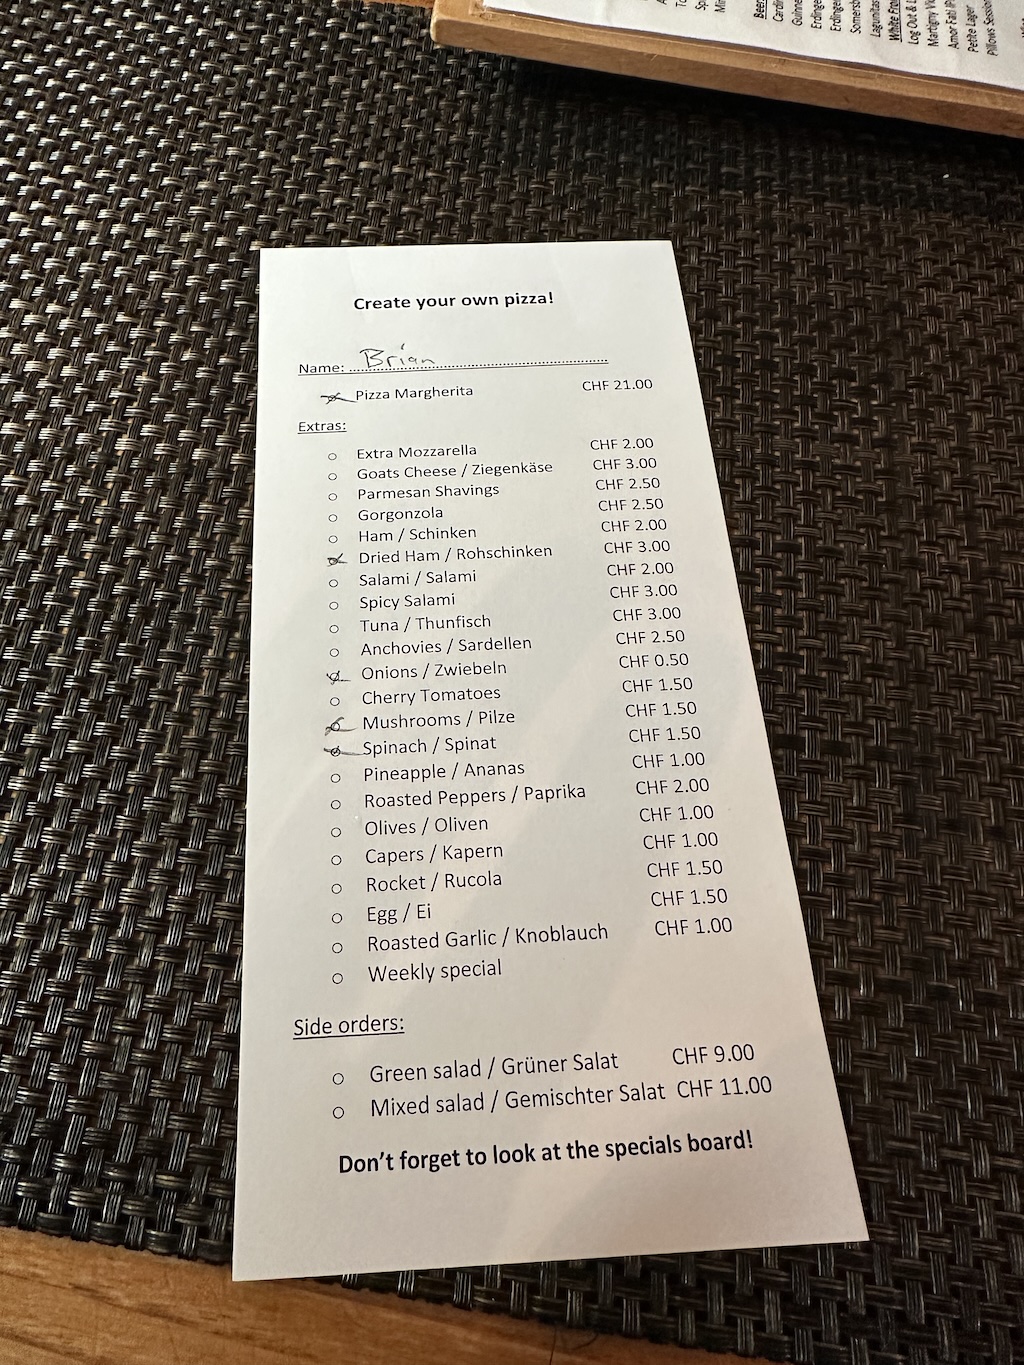 Create your own pizza!
Name: Brian
Pizza Margherita CHF 21.00
Extras:
Extra Mozzarella CHF 2.00
Goats Cheese / Ziegenkäse CHF 3.00
Parmesan Shavings CHF 2.50
Gorgonzola CHF 2.50
Ham / Schinken CHF 2.00
Dried Ham / Rohschinken CHF 3.00
Salami / Salami CHF 2.00
Spicy Salami CHF 3.00
Tuna / Thunfisch CHF 3.00
Anchovies / Sardellen CHF 2.50
Onions / Zwiebeln CHF 0.50
Cherry Tomatoes CHF 1.50
Mushrooms / Pilze CHF 1.50
Spinach / Spinat CHF 1.50
Pineapple / Ananas CHF 1.00
Roasted Peppers / Paprika CHF 2.00
Olives / Oliven CHF 1.00
Capers / Kapern CHF 1.00
Rocket / Rucola CHF 1.50
Egg / Ei CHF 1.50
Roasted Garlic / Knoblauch CHF 1.00
Weekly special
Side orders:
Green salad / Grüner Salat CHF 9.00
Mixed salad / Gemischter Salat CHF 11.00
Don't forget to look at the specials board!
Log Out &
Petite Lager